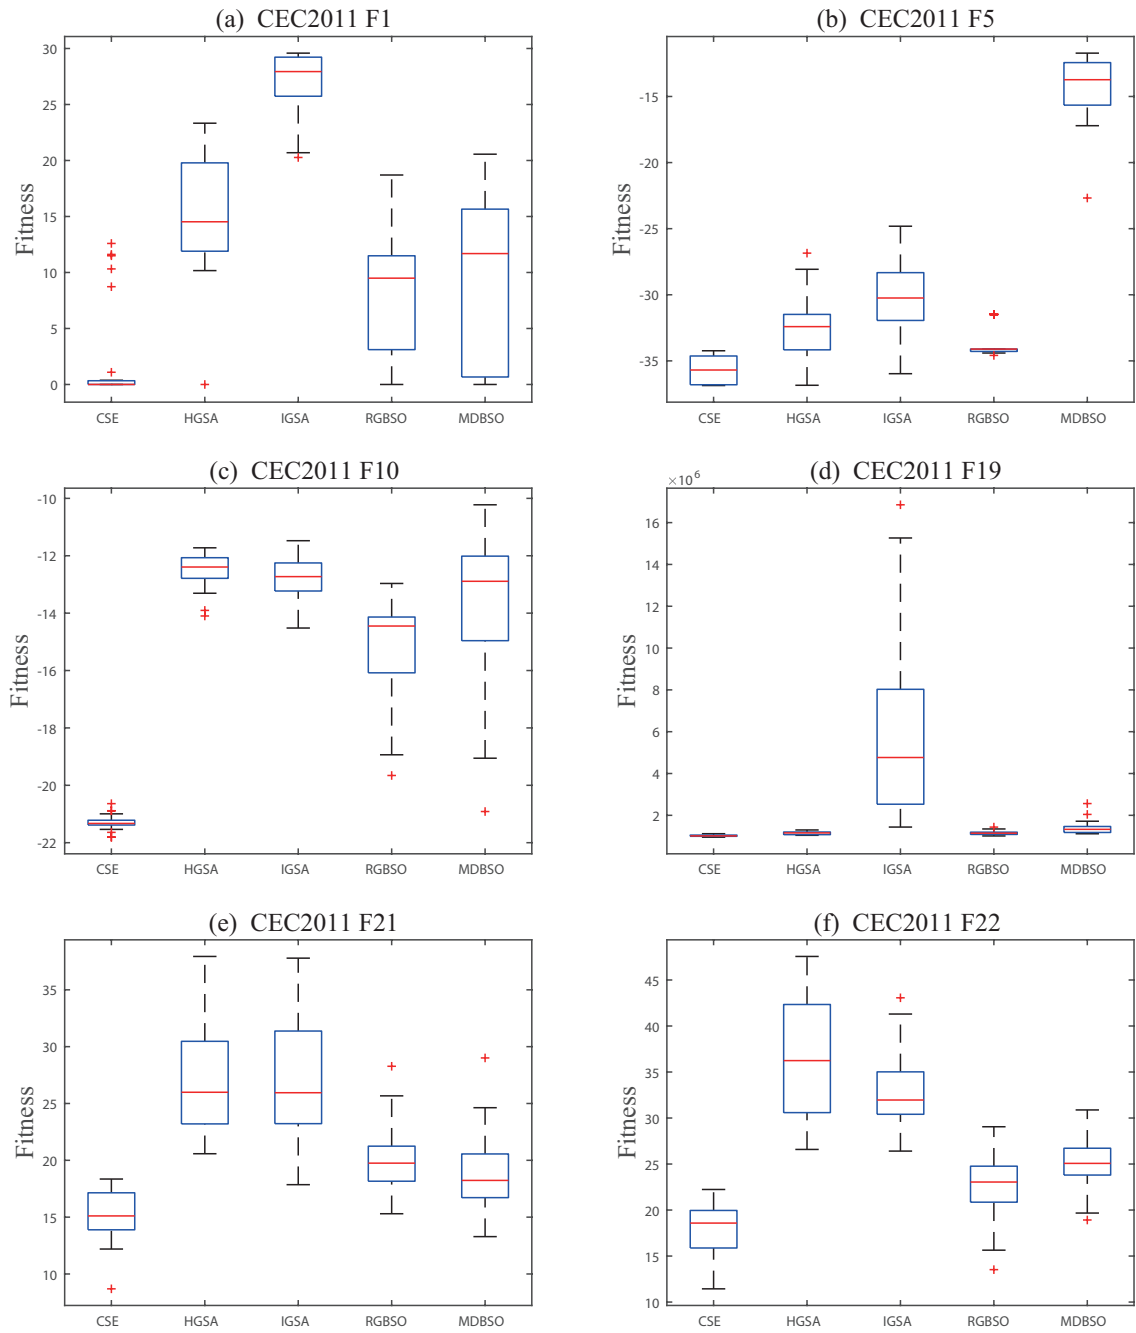 (a) CEC2011 F1
30
25
20
15
10
5
0
Fitness
CSE HGSA IGSA RGBSO MDBSO
(b) CEC2011 F5
-15
-20
-25
-30
-35
Fitness
CSE HGSA IGSA RGBSO MDBSO
(c) CEC2011 F10
-10
-12
-14
-16
-18
-20
-22
Fitness
CSE HGSA IGSA RGBSO MDBSO
(d) CEC2011 F19
×10^6
16
14
12
10
8
6
4
2
Fitness
CSE HGSA IGSA RGBSO MDBSO
(e) CEC2011 F21
35
30
25
20
15
10
Fitness
CSE HGSA IGSA RGBSO MDBSO
(f) CEC2011 F22
45
40
35
30
25
20
15
10
Fitness
CSE HGSA IGSA RGBSO MDBSO